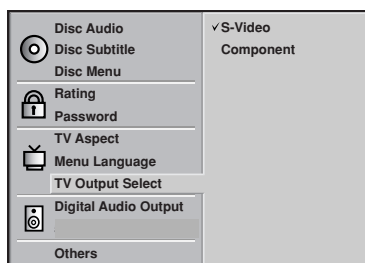 Disc Audio
Disc Subtitle
Disc Menu
Rating
Password
TV Aspect
Menu Language
TV Output Select
Digital Audio Output
Others
✓S-Video
Component